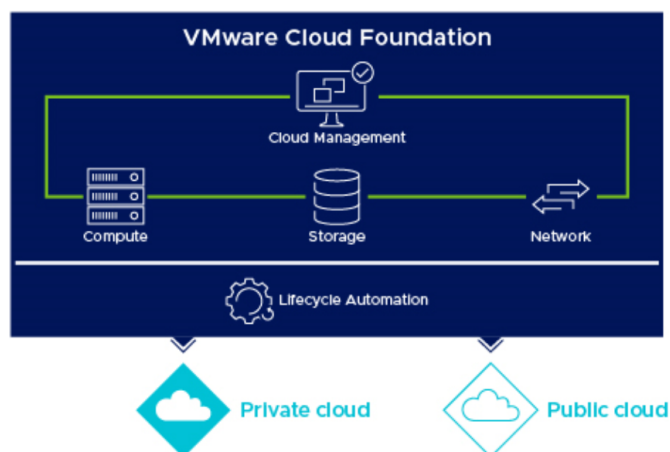 VMware Cloud Foundation
Cloud Management
Compute
Storage
Network
Lifecycle Automation
Private cloud
Public cloud